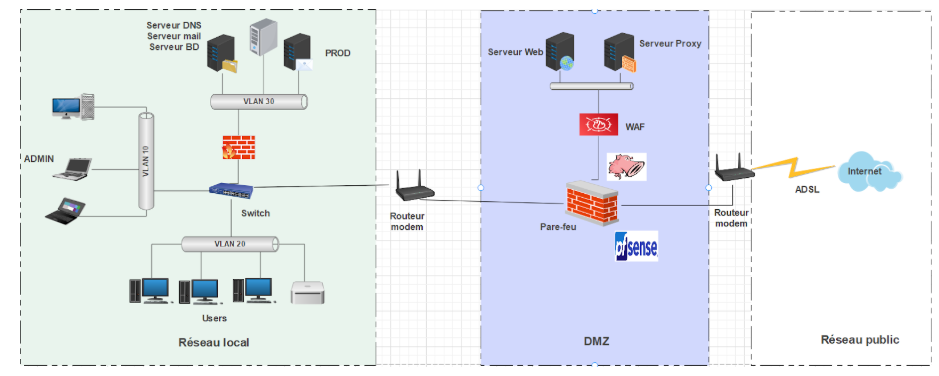 Serveur DNS
Serveur mail
Serveur BD
PROD
VLAN 30
ADMIN
VLAN 10
Switch
VLAN 20
Users
Réseau local
Routeur
modem
Serveur Web
Serveur Proxy
WAF
Pare-feu
pfsense
DMZ
Routeur
modem
ADSL
Internet
Réseau public